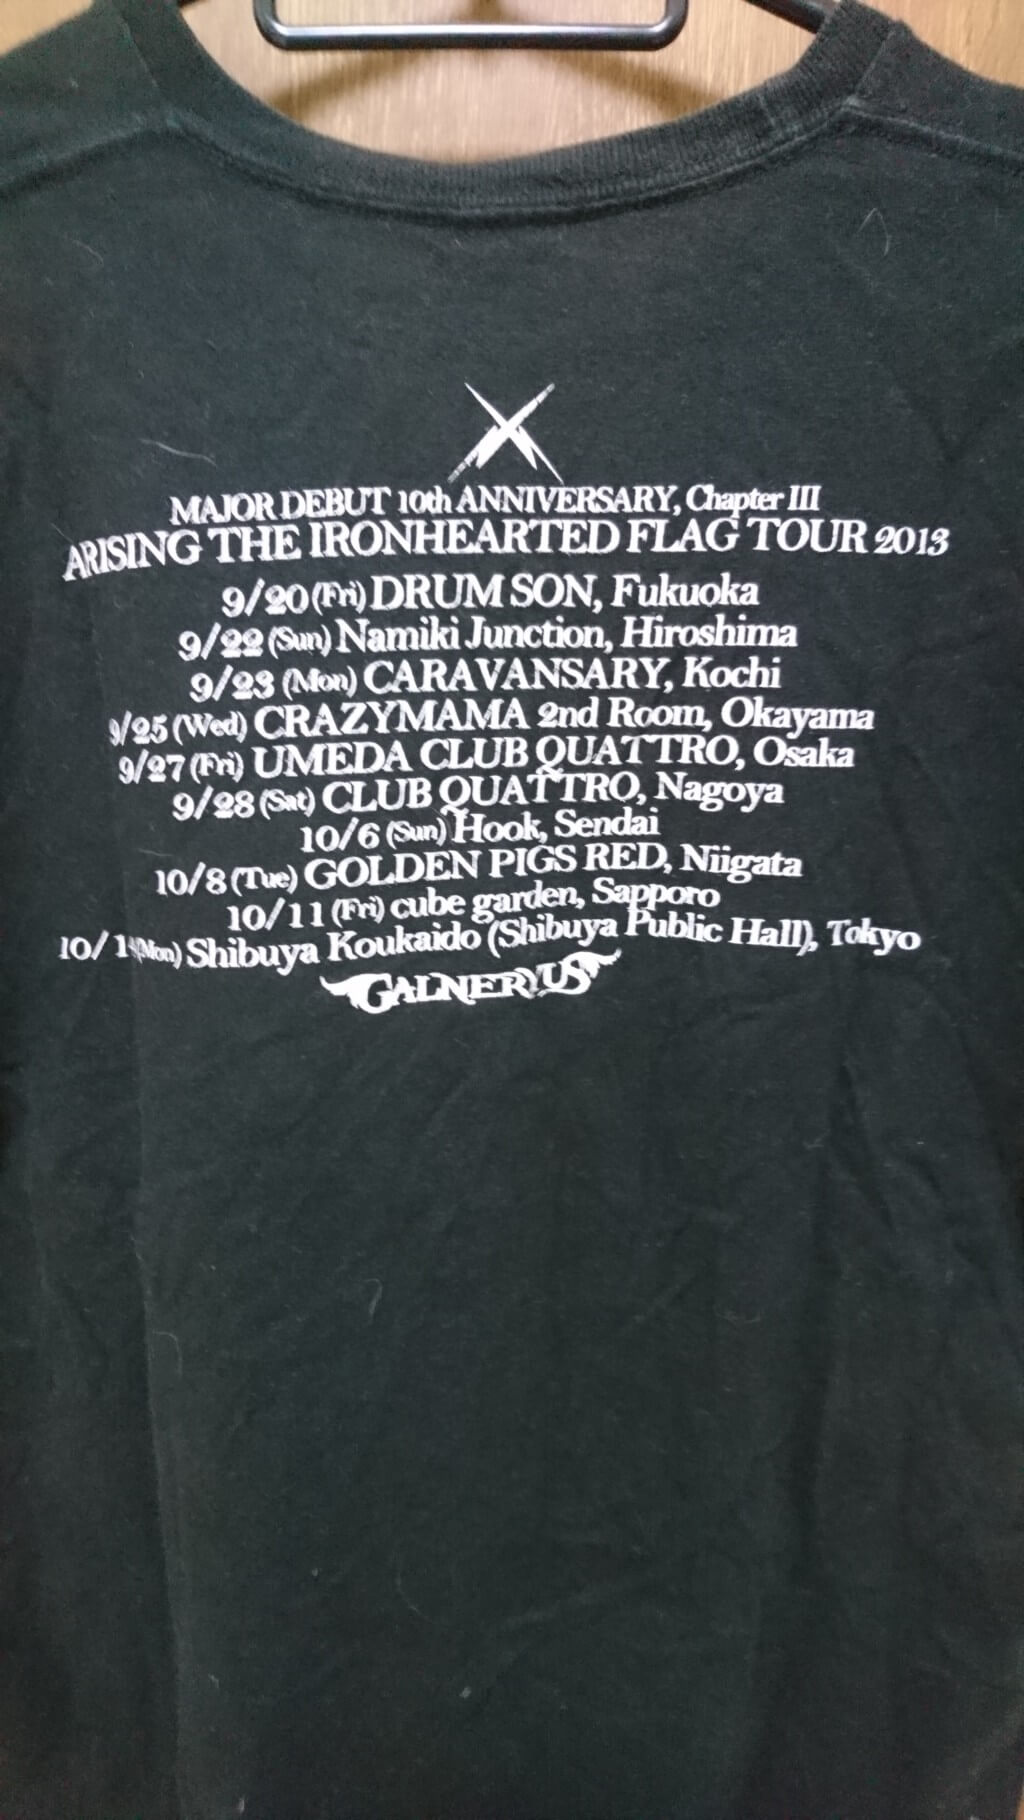 MAJOR DEBUT 10th ANNIVERSARY, Chapter III
ARISING THE IRONHEARTED FLAG TOUR 2013
9/20 (Fri) DRUM SON, Fukuoka
9/22 (Sun) Namiki Junction, Hiroshima
9/23 (Mon) CARAVANSARY, Kochi
9/25 (Wed) CRAZYMAMA 2nd Room, Okayama
9/27 (Fri) UMEDA CLUB QUATTRO, Osaka
9/28 (Sat) CLUB QUATTRO, Nagoya
10/6 (Sun) Hook, Sendai
10/8 (Tue) GOLDEN PIGS RED, Niigata
10/11 (Fri) cube garden, Sapporo
10/14 (Mon) Shibuya Koukaido (Shibuya Public Hall), Tokyo
GALNERYUS